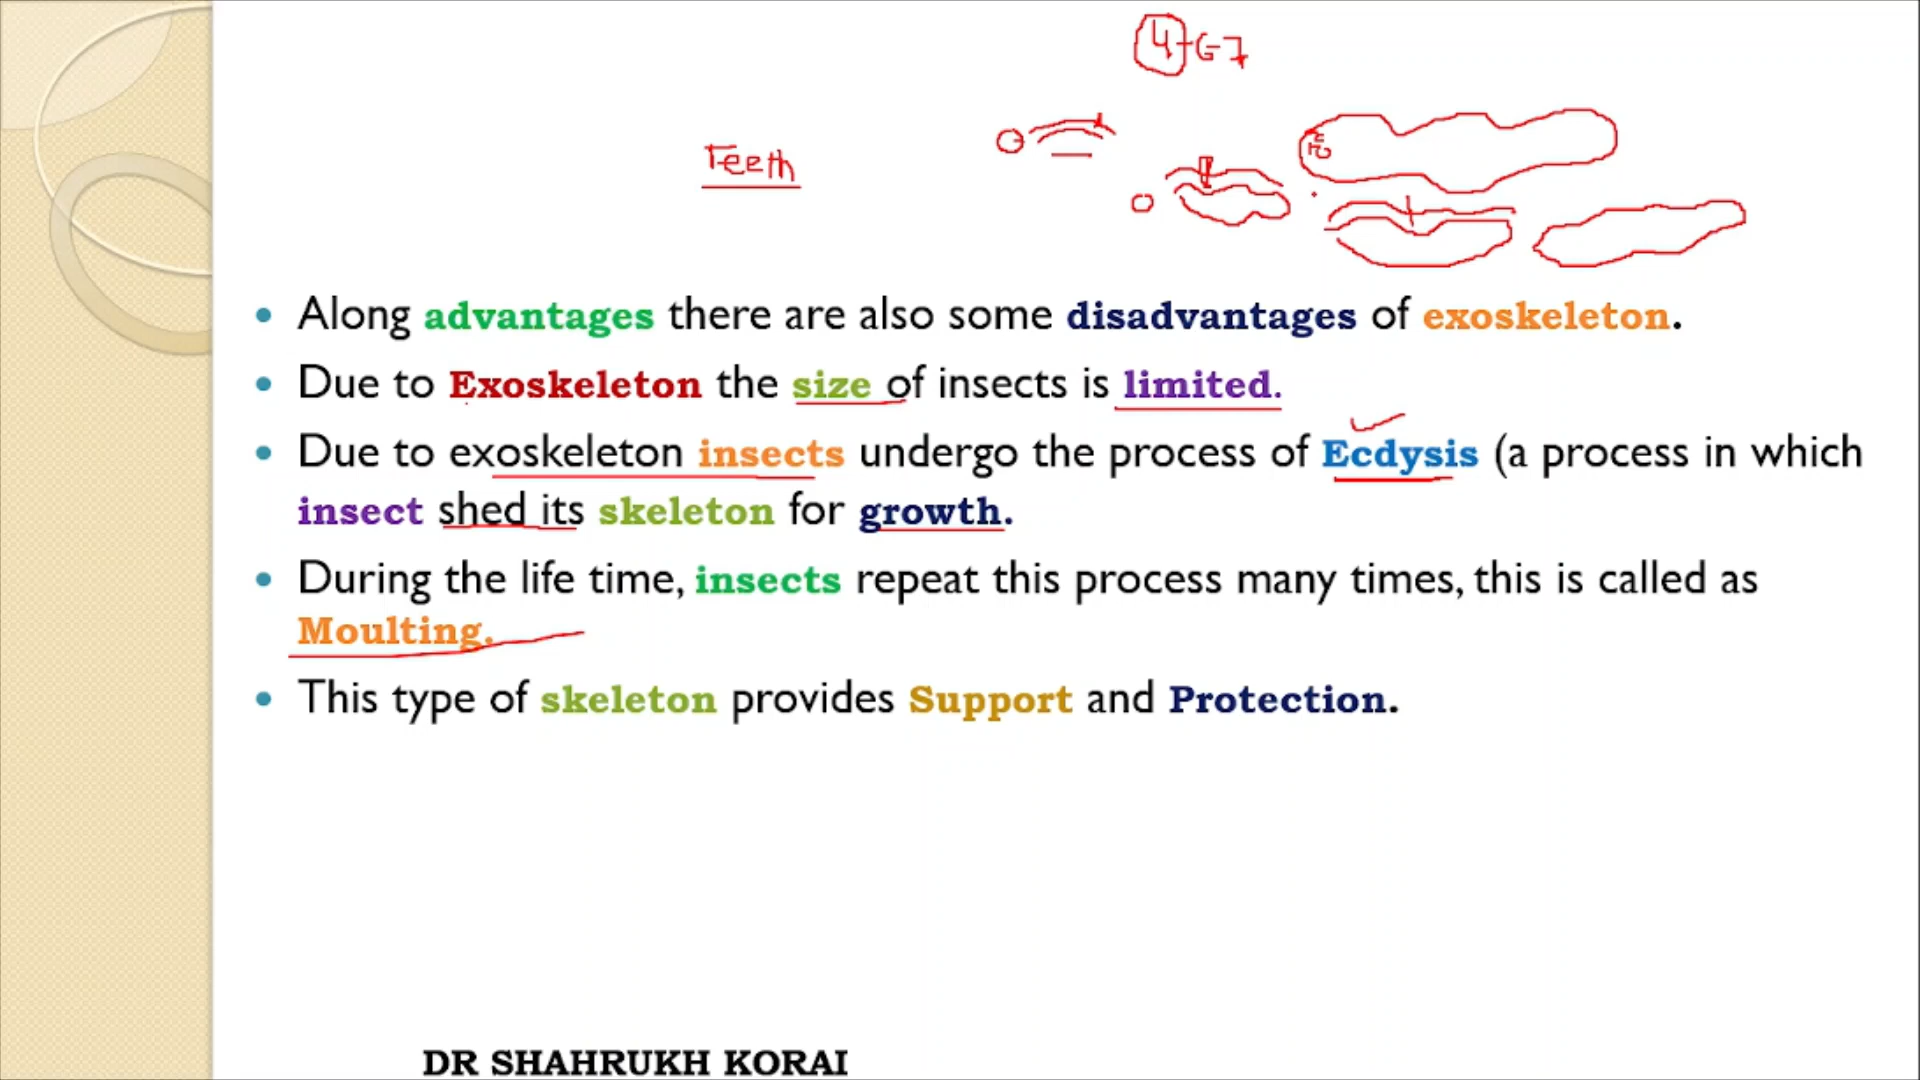 Teeth
• Along advantages there are also some disadvantages of exoskeleton.
• Due to Exoskeleton the size of insects is limited.
• Due to exoskeleton insects undergo the process of Ecdysis (a process in which
insect shed its skeleton for growth.
• During the life time, insects repeat this process many times, this is called as
Moulting.
• This type of skeleton provides Support and Protection.
DR SHAHRUKH KORAI